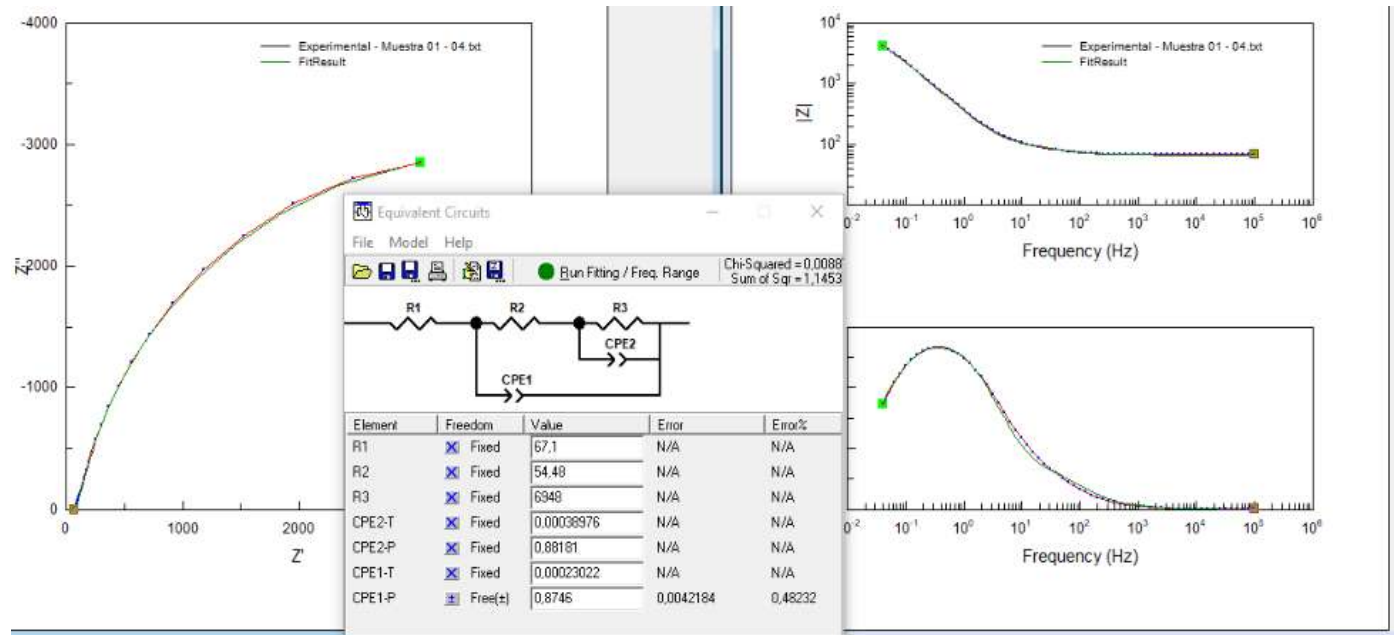 -4000
-3000
-2000
-1000
0
Z''
Experimental - Muestra 01 - 04.txt
FitResult
0
1000
2000
Z'
10⁴
10³
10²
|Z|
Experimental - Muestra 01 - 04.txt
FitResult
10⁻² 10⁻¹ 10⁰ 10¹ 10² 10³ 10⁴ 10⁵ 10⁶
Frequency (Hz)
10⁻² 10⁻¹ 10⁰ 10¹ 10² 10³ 10⁴ 10⁵ 10⁶
Frequency (Hz)
Equivalent Circuits
File Model Help
Run Fitting / Freq. Range
Chi-Squared = 0,0088
Sum of Sqr = 1,1453
R1 R2 R3
CPE2
CPE1
Element Freedom Value Error Error%
R1 Fixed 67,1 N/A N/A
R2 Fixed 54,48 N/A N/A
R3 Fixed 6948 N/A N/A
CPE2-T Fixed 0,00038976 N/A N/A
CPE2-P Fixed 0,88181 N/A N/A
CPE1-T Fixed 0,00023022 N/A N/A
CPE1-P Free(±) 0,8746 0,0042184 0,48232